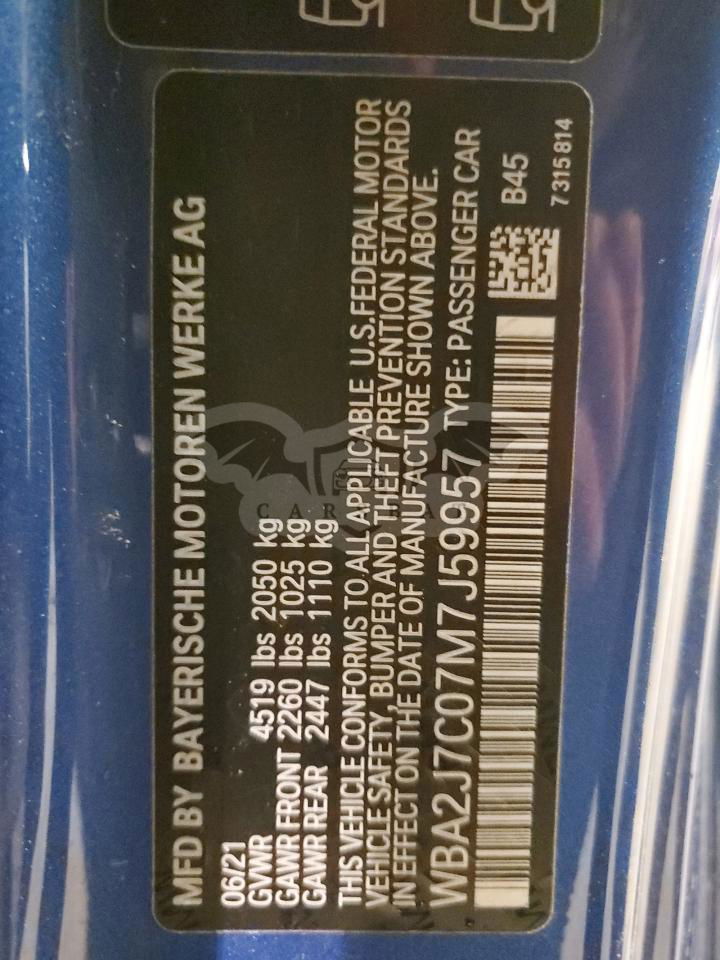 MFD BY BAYERISCHE MOTOREN WERKE AG
06/21
GVWR 4519 lbs 2050 kg
GAWR FRONT 2260 lbs 1025 kg
GAWR REAR 2447 lbs 1110 kg
THIS VEHICLE CONFORMS TO ALL APPLICABLE U.S.FEDERAL MOTOR
VEHICLE SAFETY, BUMPER AND THEFT PREVENTION STANDARDS
IN EFFECT ON THE DATE OF MANUFACTURE SHOWN ABOVE.
WBA2J7C07M7J59957 TYPE: PASSENGER CAR
B45
7315814